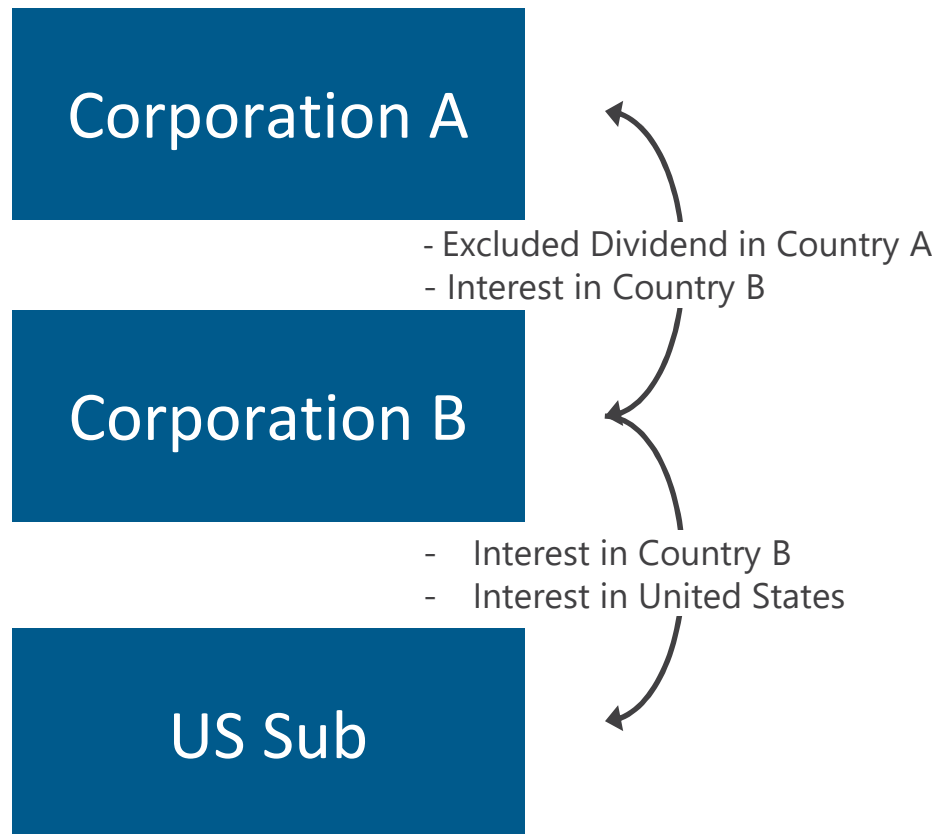 Corporation A
- Excluded Dividend in Country A
- Interest in Country B
Corporation B
- Interest in Country B
- Interest in United States
US Sub